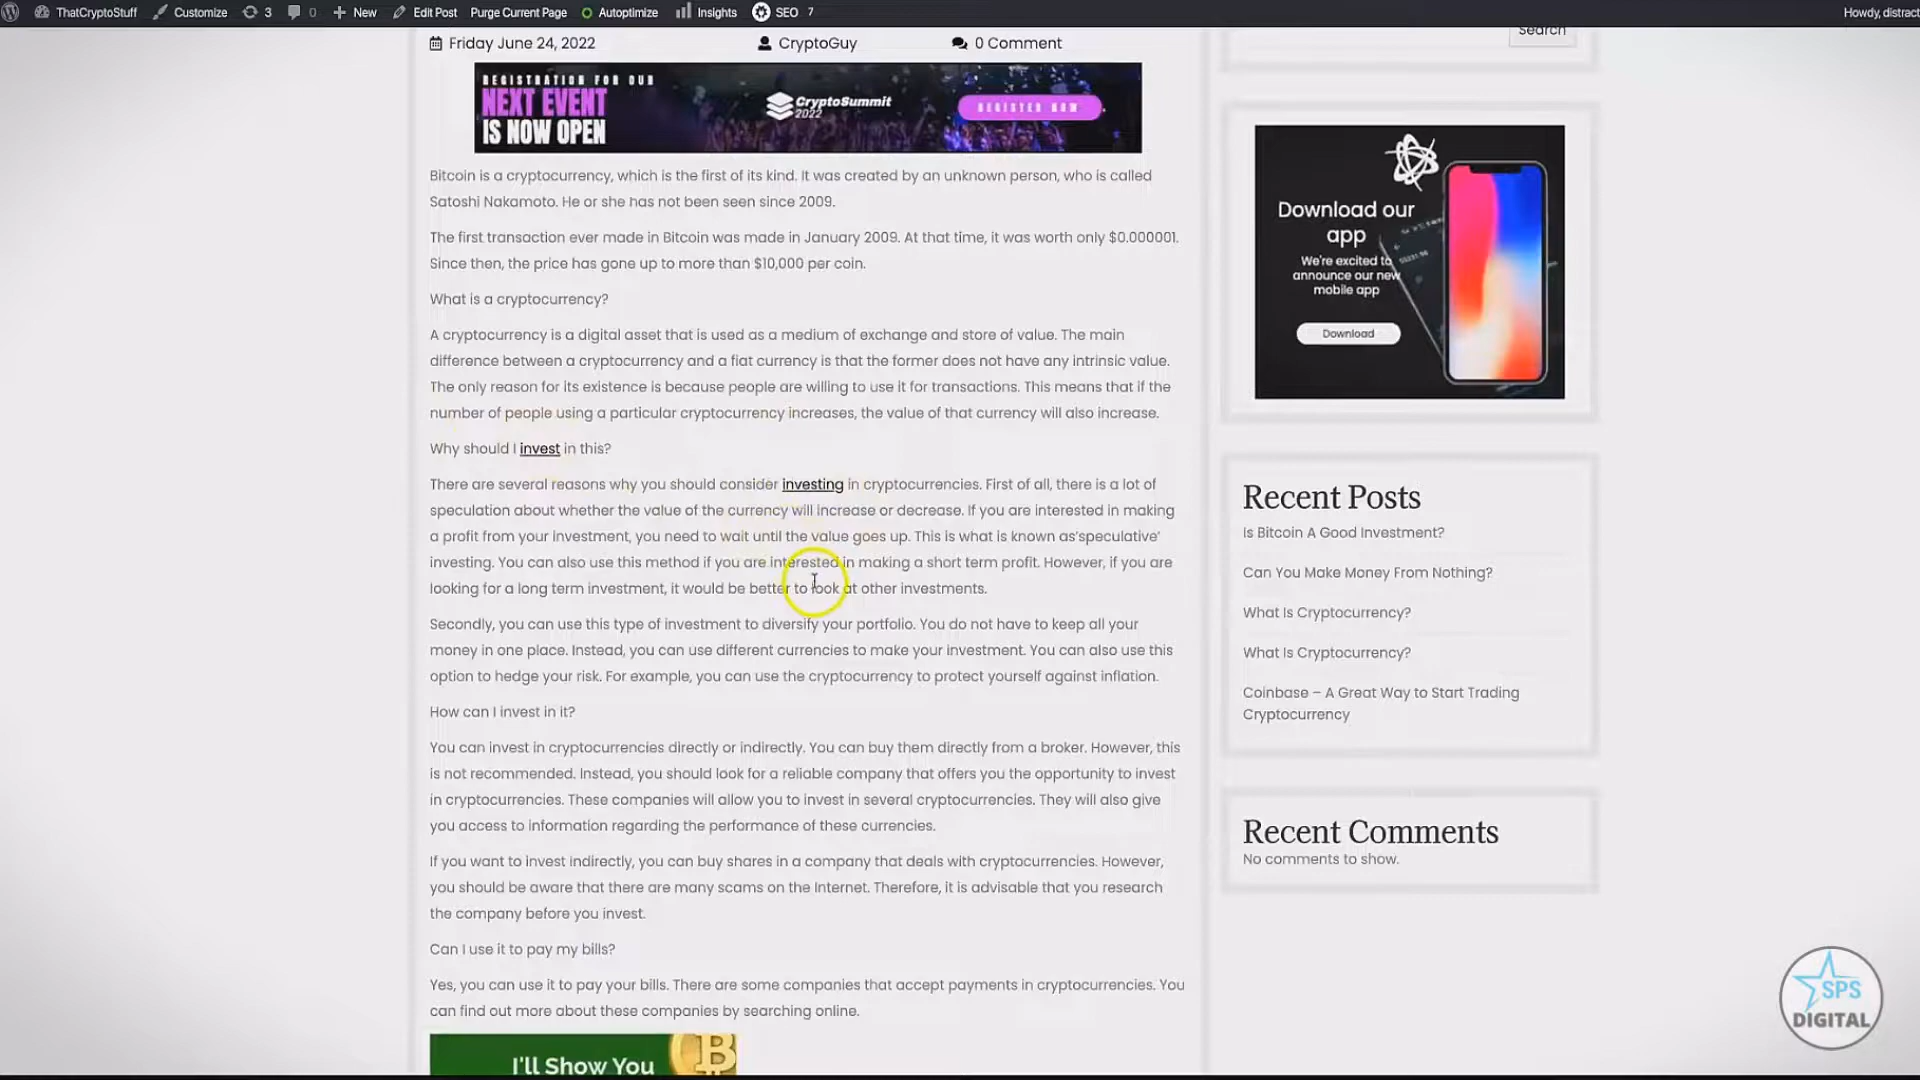 ThatCryptoStuff Customize 3 0 New Edit Post Purge Current Page Autoptimize Insights SEO 7 Howdy, distract
Friday June 24, 2022 CryptoGuy 0 Comment
REGISTRATION FOR OUR
NEXT EVENT
IS NOW OPEN
CryptoSummit
2022
REGISTER NOW
Bitcoin is a cryptocurrency, which is the first of its kind. It was created by an unknown person, who is called
Satoshi Nakamoto. He or she has not been seen since 2009.
The first transaction ever made in Bitcoin was made in January 2009. At that time, it was worth only $0.000001.
Since then, the price has gone up to more than $10,000 per coin.
What is a cryptocurrency?
A cryptocurrency is a digital asset that is used as a medium of exchange and store of value. The main
difference between a cryptocurrency and a fiat currency is that the former does not have any intrinsic value.
The only reason for its existence is because people are willing to use it for transactions. This means that if the
number of people using a particular cryptocurrency increases, the value of that currency will also increase.
Why should I invest in this?
There are several reasons why you should consider investing in cryptocurrencies. First of all, there is a lot of
speculation about whether the value of the currency will increase or decrease. If you are interested in making
a profit from your investment, you need to wait until the value goes up. This is what is known as'speculative'
investing. You can also use this method if you are interested in making a short term profit. However, if you are
looking for a long term investment, it would be better to look at other investments.
Secondly, you can use this type of investment to diversify your portfolio. You do not have to keep all your
money in one place. Instead, you can use different currencies to make your investment. You can also use this
option to hedge your risk. For example, you can use the cryptocurrency to protect yourself against inflation.
How can I invest in it?
You can invest in cryptocurrencies directly or indirectly. You can buy them directly from a broker. However, this
is not recommended. Instead, you should look for a reliable company that offers you the opportunity to invest
in cryptocurrencies. These companies will allow you to invest in several cryptocurrencies. They will also give
you access to information regarding the performance of these currencies.
If you want to invest indirectly, you can buy shares in a company that deals with cryptocurrencies. However,
you should be aware that there are many scams on the Internet. Therefore, it is advisable that you research
the company before you invest.
Can I use it to pay my bills?
Yes, you can use it to pay your bills. There are some companies that accept payments in cryptocurrencies. You
can find out more about these companies by searching online.
I'll Show You
Search
Download our
app
We're excited to
announce our new
mobile app
Download
Recent Posts
Is Bitcoin A Good Investment?
Can You Make Money From Nothing?
What Is Cryptocurrency?
What Is Cryptocurrency?
Coinbase – A Great Way to Start Trading
Cryptocurrency
Recent Comments
No comments to show.
SPS
DIGITAL